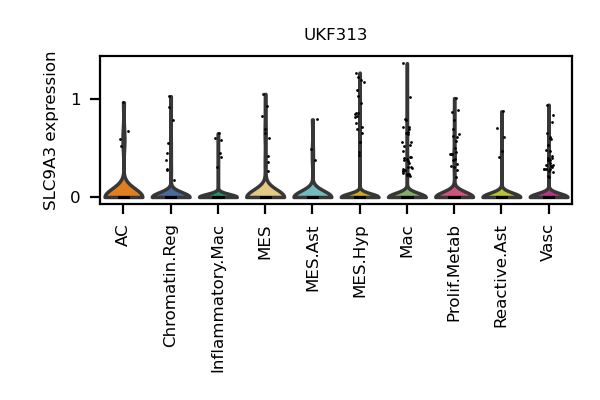 UKF313
SLC9A3 expression
1
0
AC
Chromatin.Reg
Inflammatory.Mac
MES
MES.Ast
MES.Hyp
Mac
Prolif.Metab
Reactive.Ast
Vasc